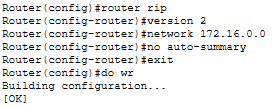 Router(config)#router rip
Router(config-router)#version 2
Router(config-router)#network 172.16.0.0
Router(config-router)#no auto-summary
Router(config-router)#exit
Router(config)#do wr
Building configuration...
[OK]